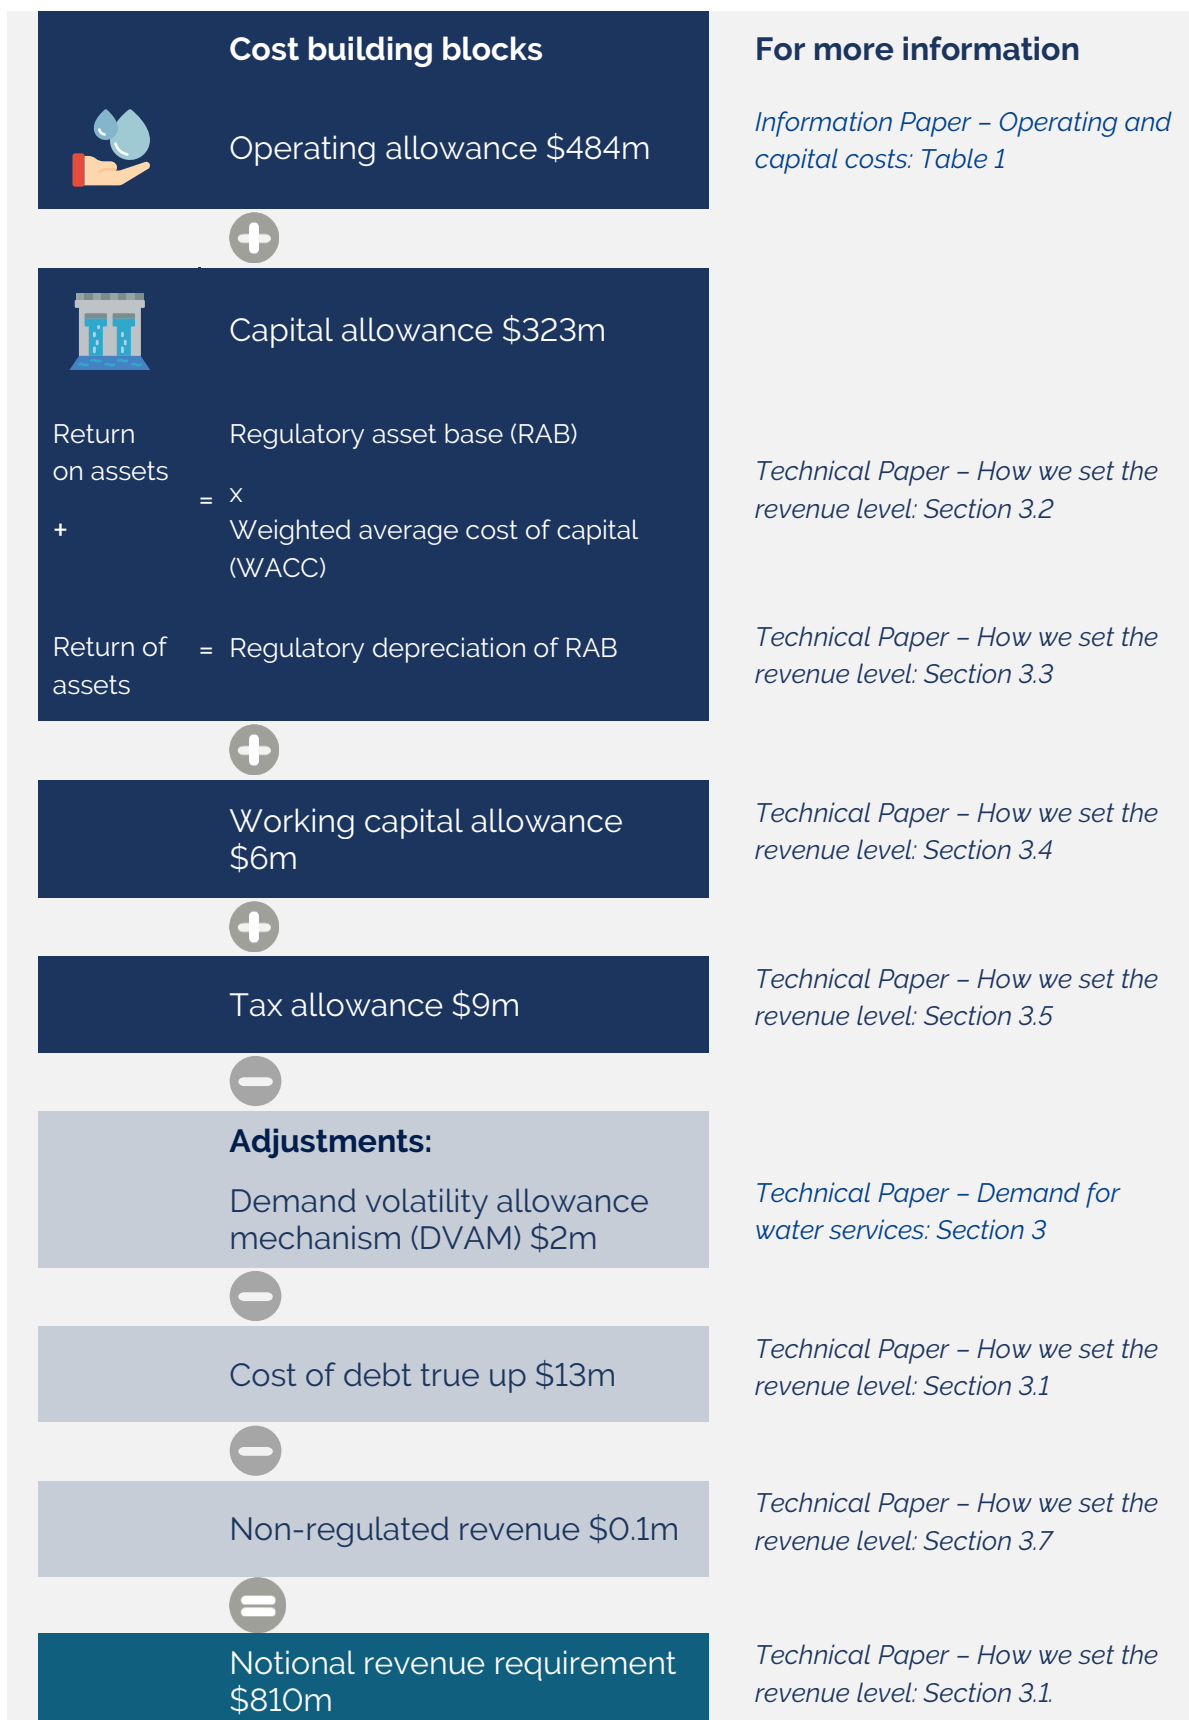 Cost building blocks
For more information
Operating allowance $484m
Information Paper – Operating and
capital costs: Table 1
Capital allowance $323m
Return
on assets
+
=
Regulatory asset base (RAB)
x
Weighted average cost of capital
(WACC)
Technical Paper – How we set the
revenue level: Section 3.2
Return of
assets
=
Regulatory depreciation of RAB
Technical Paper – How we set the
revenue level: Section 3.3
Working capital allowance
$6m
Technical Paper – How we set the
revenue level: Section 3.4
Tax allowance $9m
Technical Paper – How we set the
revenue level: Section 3.5
Adjustments:
Demand volatility allowance
mechanism (DVAM) $2m
Technical Paper – Demand for
water services: Section 3
Cost of debt true up $13m
Technical Paper – How we set the
revenue level: Section 3.1
Non-regulated revenue $0.1m
Technical Paper – How we set the
revenue level: Section 3.7
Notional revenue requirement
$810m
Technical Paper – How we set the
revenue level: Section 3.1.